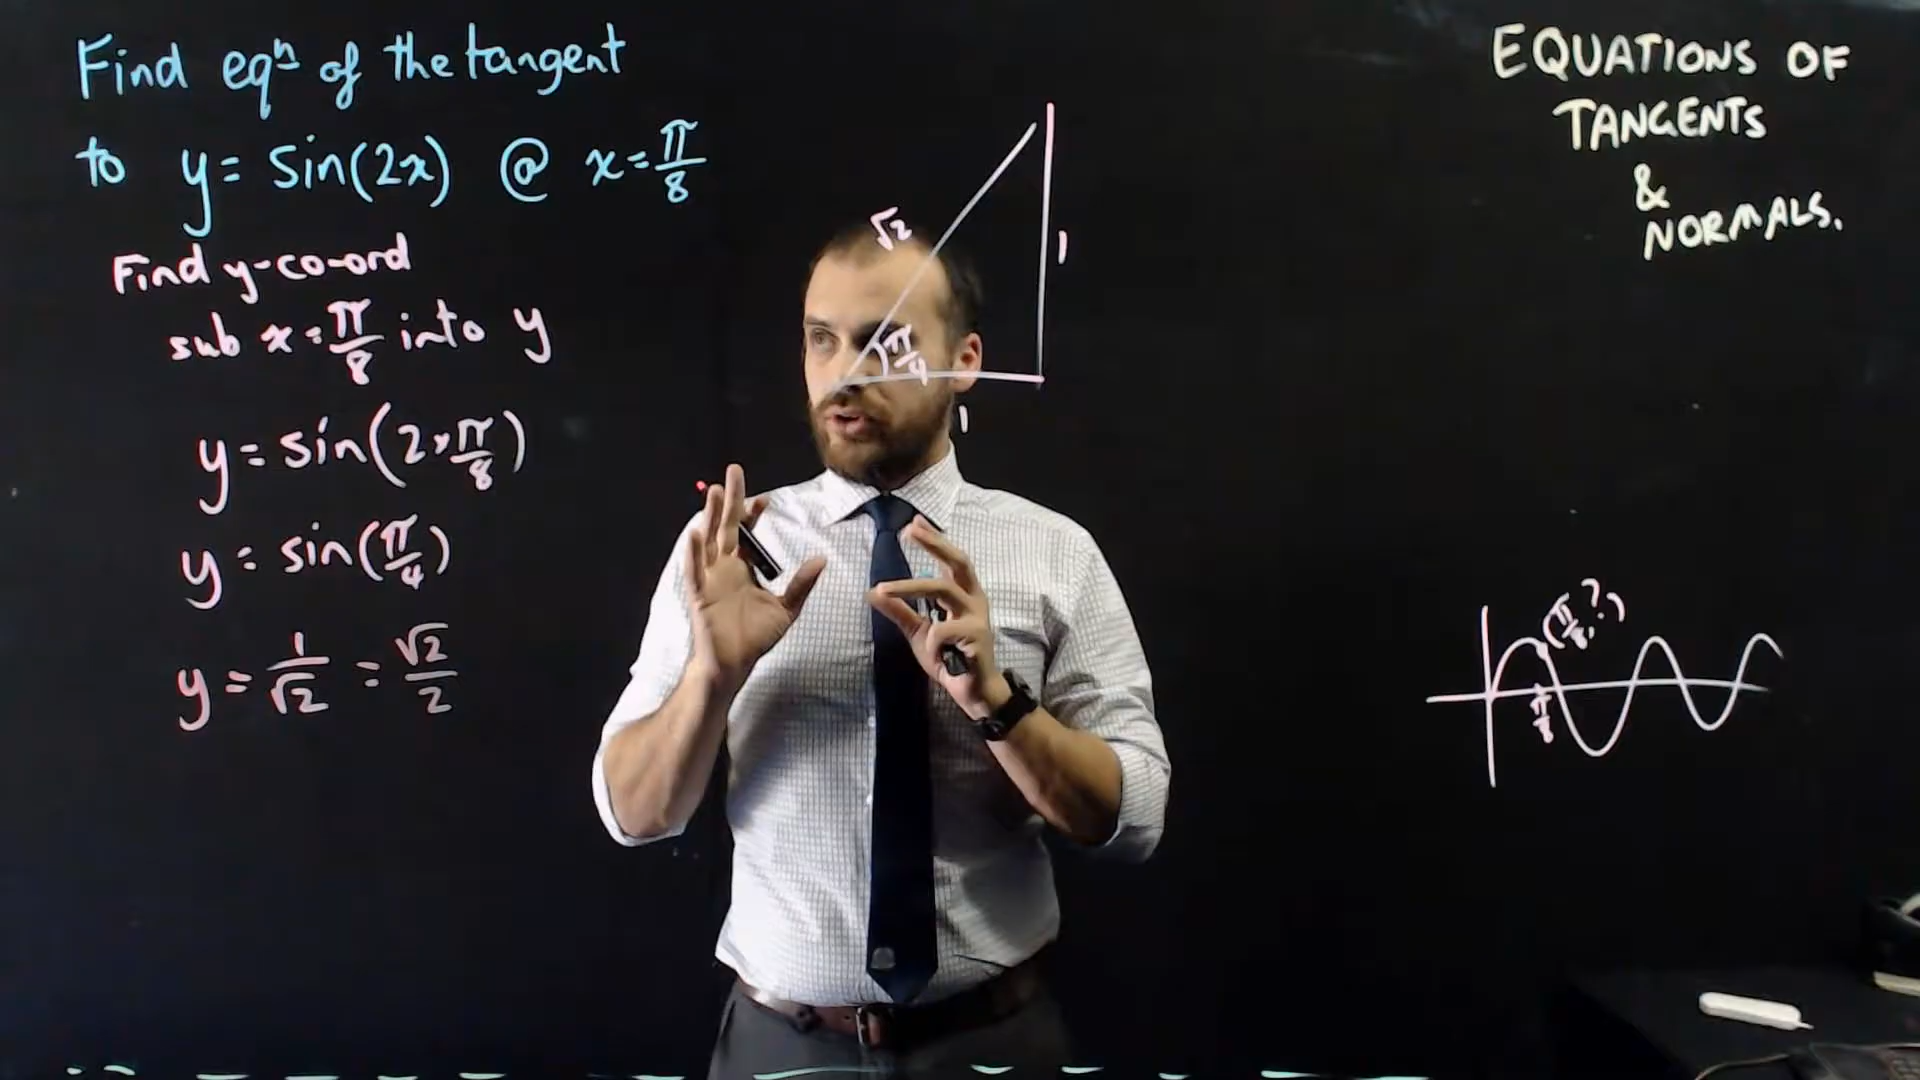 Find eqⁿ of the tangent
to y = sin(2x) @ x = π/8
Find y-co-ord
sub x = π/8 into y
y = sin(2×π/8)
y = sin(π/4)
y = 1/√2 = √2/2
√2
1
π/4
1
EQUATIONS OF
TANGENTS
&
NORMALS.
(π/8, ?)
π/8